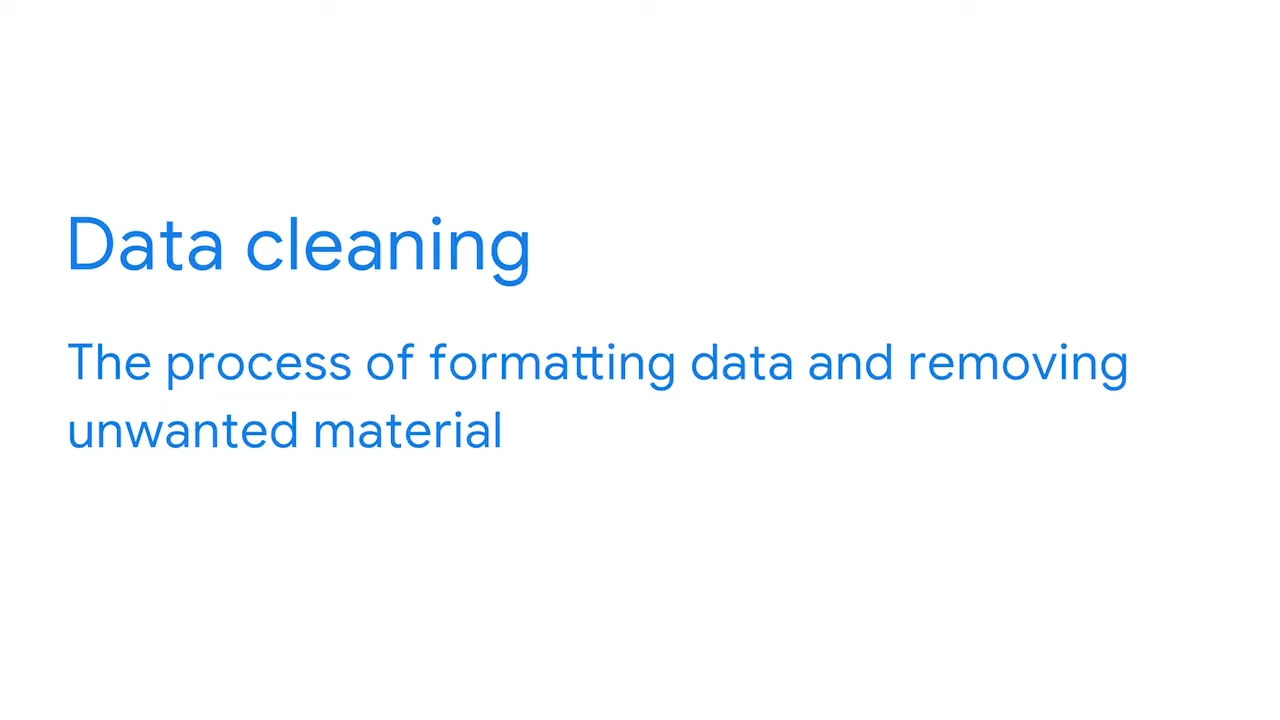 Data cleaning
The process of formatting data and removing
unwanted material